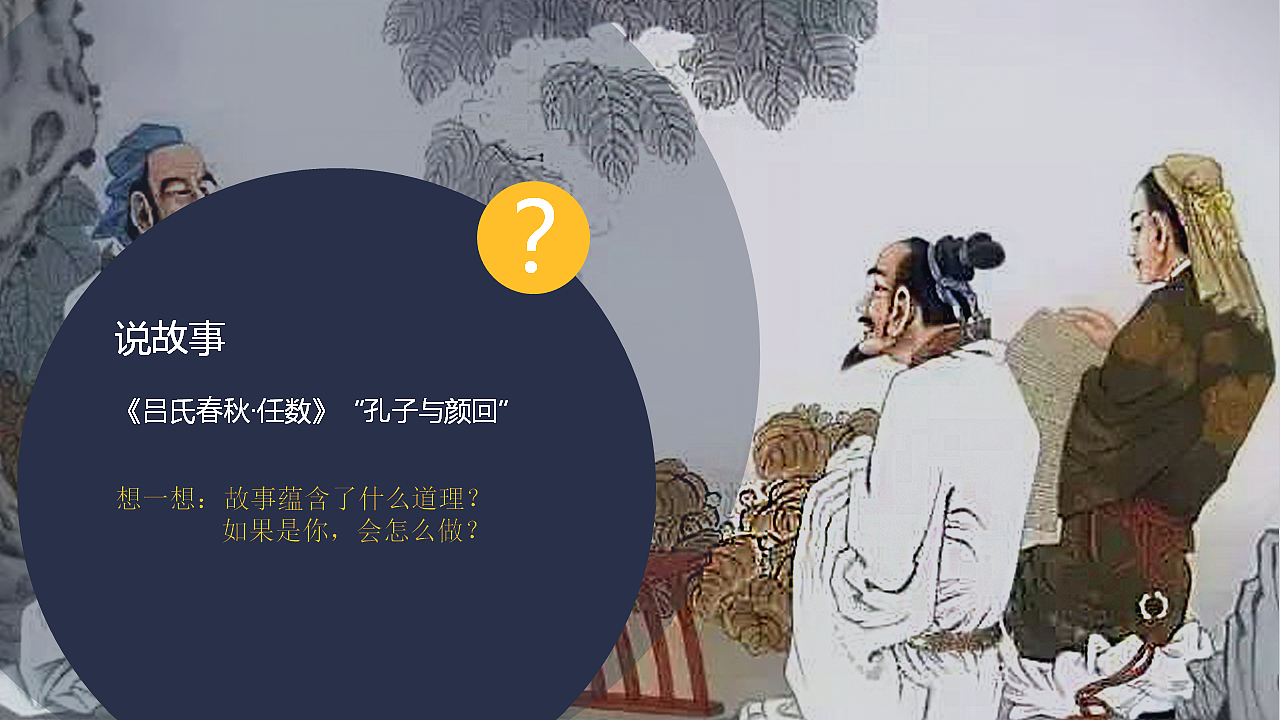 ?
说故事
《吕氏春秋·任数》“孔子与颜回”
想一想：故事蕴含了什么道理？
如果是你，会怎么做？